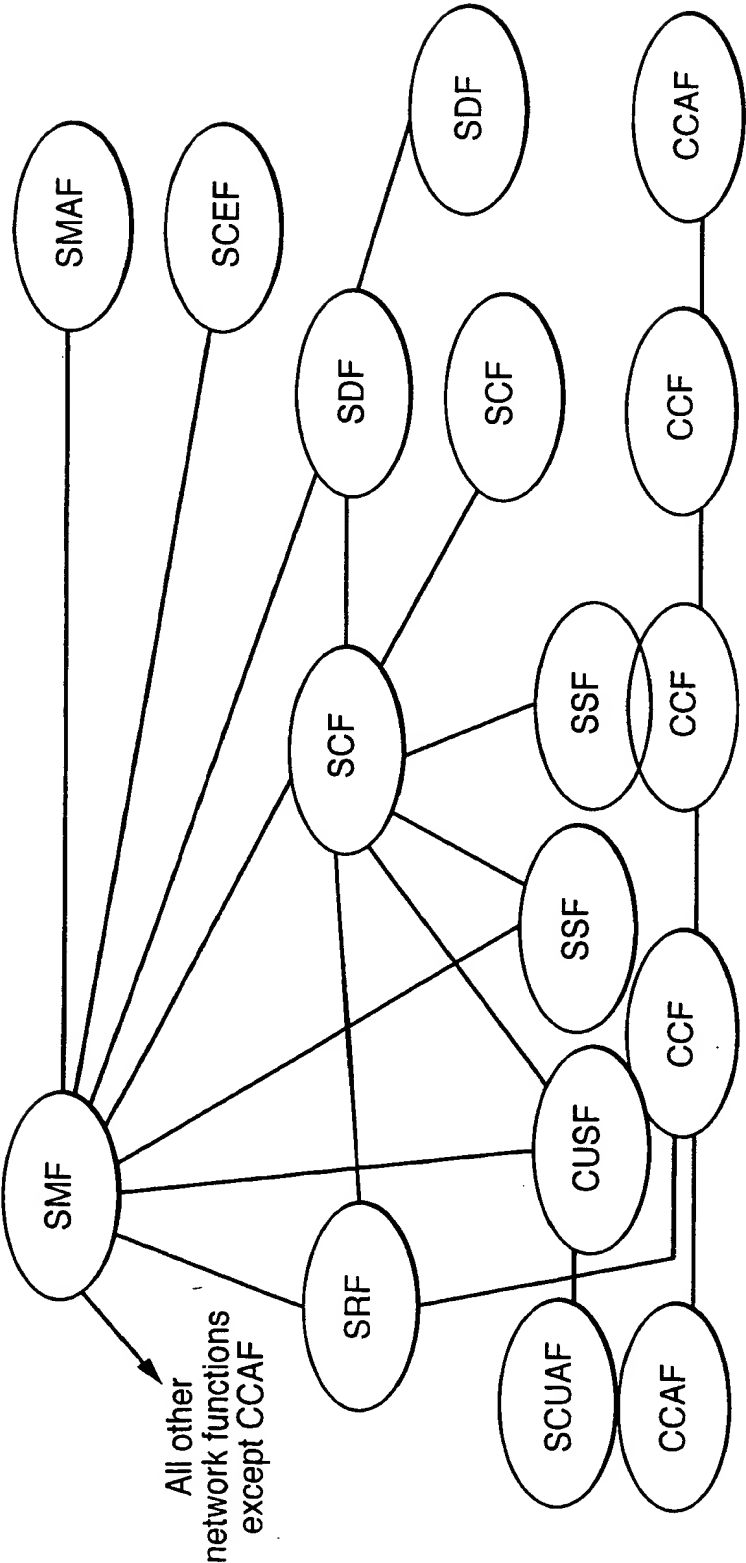 SMF
SMAF
SCEF
All other
network functions
except CCAF
SRF
SCF
SDF
SDF
SCF
SCUAF
CUSF
SSF
SSF
CCAF
CCF
CCF
CCF
CCAF